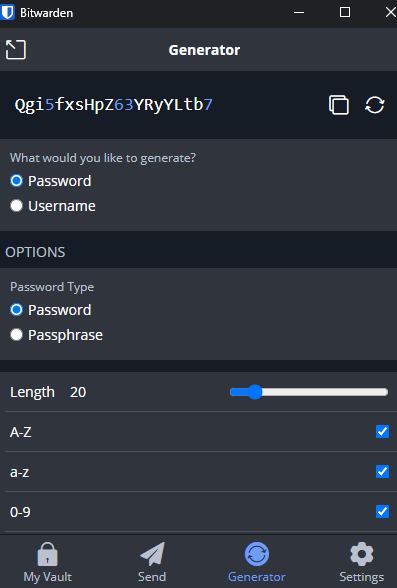 Bitwarden
Generator
Qgi5fxsHpZ63YRyYLtb7
What would you like to generate?
Password
Username
OPTIONS
Password Type
Password
Passphrase
Length 20
A-Z
a-z
0-9
My Vault Send Generator Settings